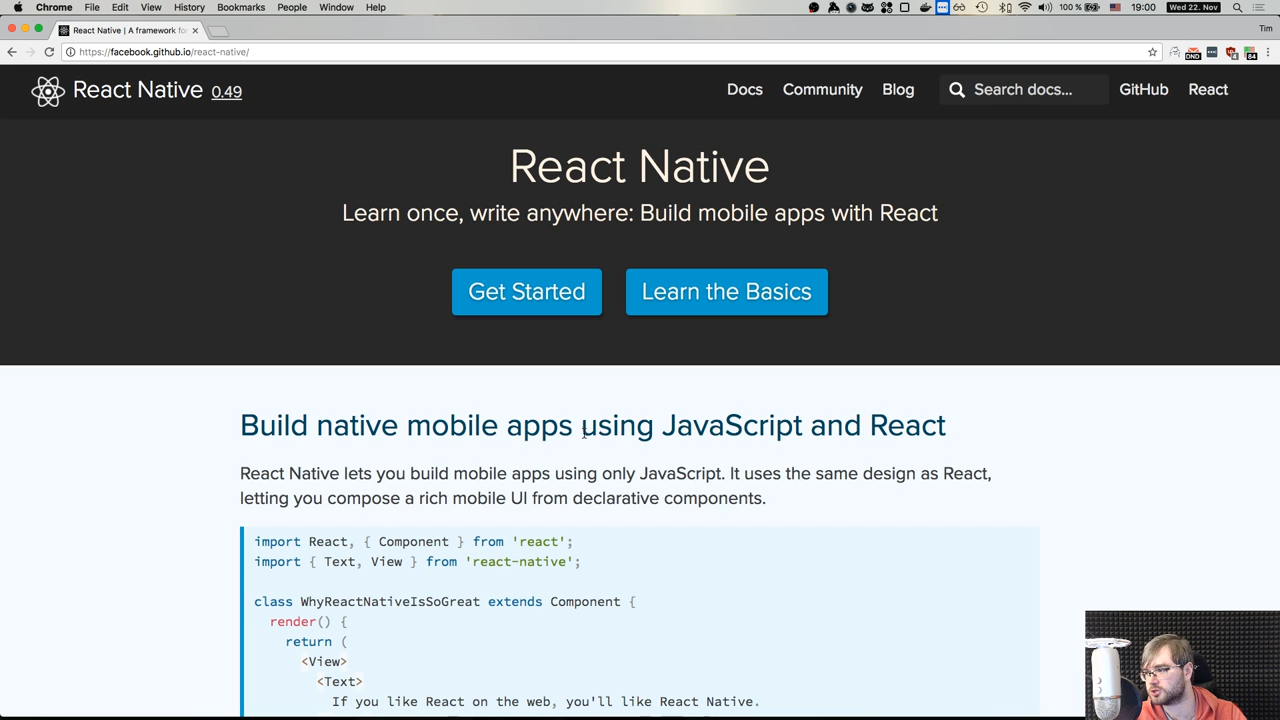 Chrome File Edit View History Bookmarks People Window Help 100 % 19:00 Wed 22. Nov
React Native | A framework fo Tim
https://facebook.github.io/react-native/ DND 4 84
React Native 0.49 Docs Community Blog Search docs... GitHub React
React Native
Learn once, write anywhere: Build mobile apps with React
Get Started Learn the Basics
Build native mobile apps using JavaScript and React
React Native lets you build mobile apps using only JavaScript. It uses the same design as React,
letting you compose a rich mobile UI from declarative components.
import React, { Component } from 'react';
import { Text, View } from 'react-native';
class WhyReactNativeIsSoGreat extends Component {
render() {
return (
<View>
<Text>
If you like React on the web, you'll like React Native.